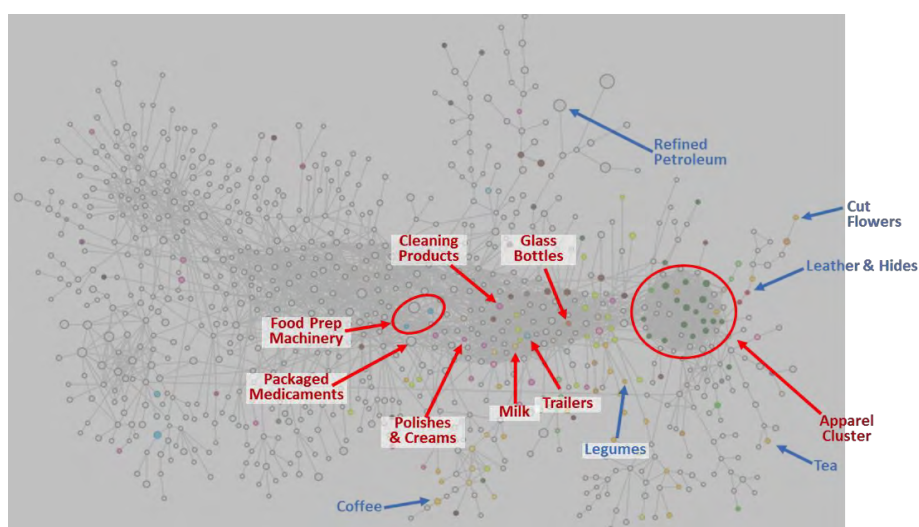 Refined
Petroleum
Cut
Flowers
Cleaning
Products
Glass
Bottles
Leather & Hides
Food Prep
Machinery
Packaged
Medicaments
Polishes
& Creams
Milk
Trailers
Apparel
Cluster
Legumes
Tea
Coffee